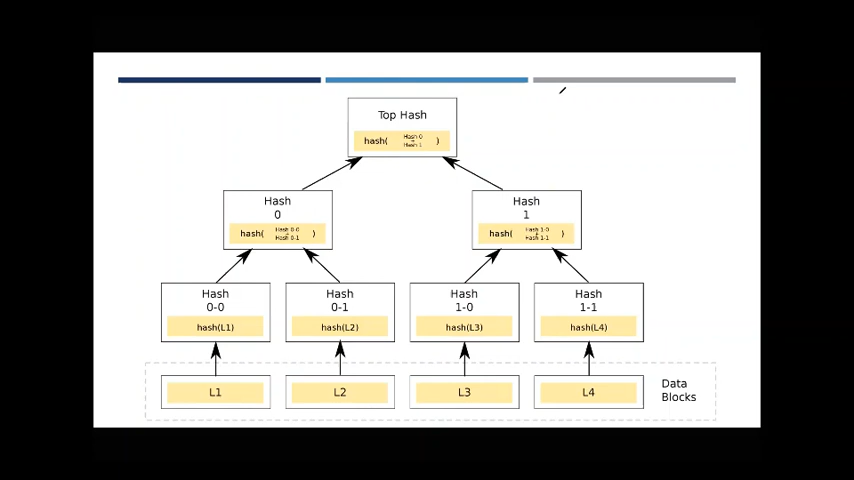 Top Hash
hash( Hash 0 + Hash 1 )
Hash
0
hash( Hash 0-0 + Hash 0-1 )
Hash
1
hash( Hash 1-0 + Hash 1-1 )
Hash
0-0
hash(L1)
Hash
0-1
hash(L2)
Hash
1-0
hash(L3)
Hash
1-1
hash(L4)
L1
L2
L3
L4
Data
Blocks